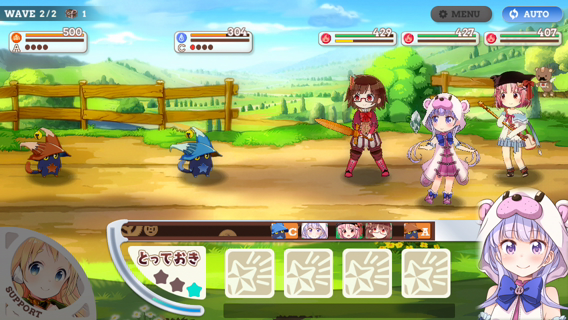 WAVE 2/2 1
MENU
AUTO
500
A
304
C
429
427
407
C
A
とっておき
SUPPORT